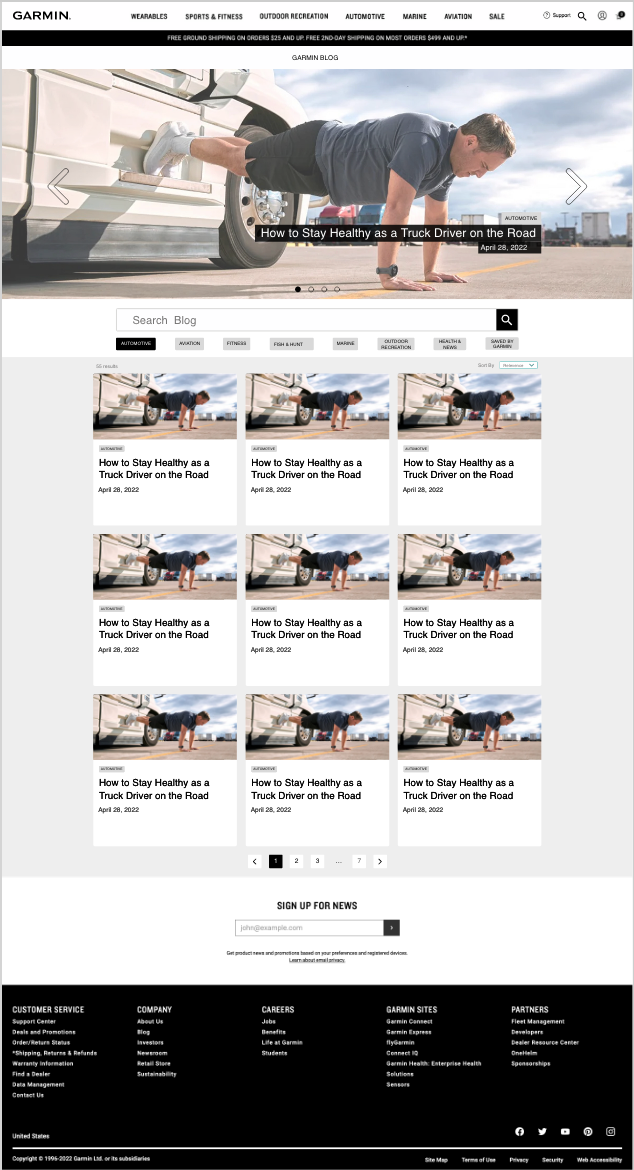 GARMIN.
WEARABLES SPORTS & FITNESS OUTDOOR RECREATION AUTOMOTIVE MARINE AVIATION SALE Support
FREE GROUND SHIPPING ON ORDERS $25 AND UP. FREE 2ND-DAY SHIPPING ON MOST ORDERS $499 AND UP.*
GARMIN BLOG
AUTOMOTIVE
How to Stay Healthy as a Truck Driver on the Road
April 28, 2022
Search Blog
AUTOMOTIVE AVIATION FITNESS FISH & HUNT MARINE OUTDOOR RECREATION HEALTH & NEWS SAVED BY GARMIN
55 results Sort By
AUTOMOTIVE AUTOMOTIVE AUTOMOTIVE
How to Stay Healthy as a How to Stay Healthy as a How to Stay Healthy as a
Truck Driver on the Road Truck Driver on the Road Truck Driver on the Road
April 28, 2022 April 28, 2022 April 28, 2022
AUTOMOTIVE AUTOMOTIVE AUTOMOTIVE
How to Stay Healthy as a How to Stay Healthy as a How to Stay Healthy as a
Truck Driver on the Road Truck Driver on the Road Truck Driver on the Road
April 28, 2022 April 28, 2022 April 28, 2022
AUTOMOTIVE AUTOMOTIVE AUTOMOTIVE
How to Stay Healthy as a How to Stay Healthy as a How to Stay Healthy as a
Truck Driver on the Road Truck Driver on the Road Truck Driver on the Road
April 28, 2022 April 28, 2022 April 28, 2022
1 2 3 ... 7
SIGN UP FOR NEWS
john@example.com
Get product news and promotions based on your preferences and registered devices.
Learn about email privacy.
CUSTOMER SERVICE COMPANY CAREERS GARMIN SITES PARTNERS
Support Center About Us Jobs Garmin Connect Fleet Management
Deals and Promotions Blog Benefits Garmin Express Developers
Order/Return Status Investors Life at Garmin flyGarmin Dealer Resource Center
*Shipping, Returns & Refunds Newsroom Students Connect IQ OneHelm
Warranty Information Retail Store Garmin Health: Enterprise Health Sponsorships
Find a Dealer Sustainability Solutions
Data Management Sensors
Contact Us
United States
Copyright © 1996-2022 Garmin Ltd. or its subsidiaries Site Map Terms of Use Privacy Security Web Accessibility